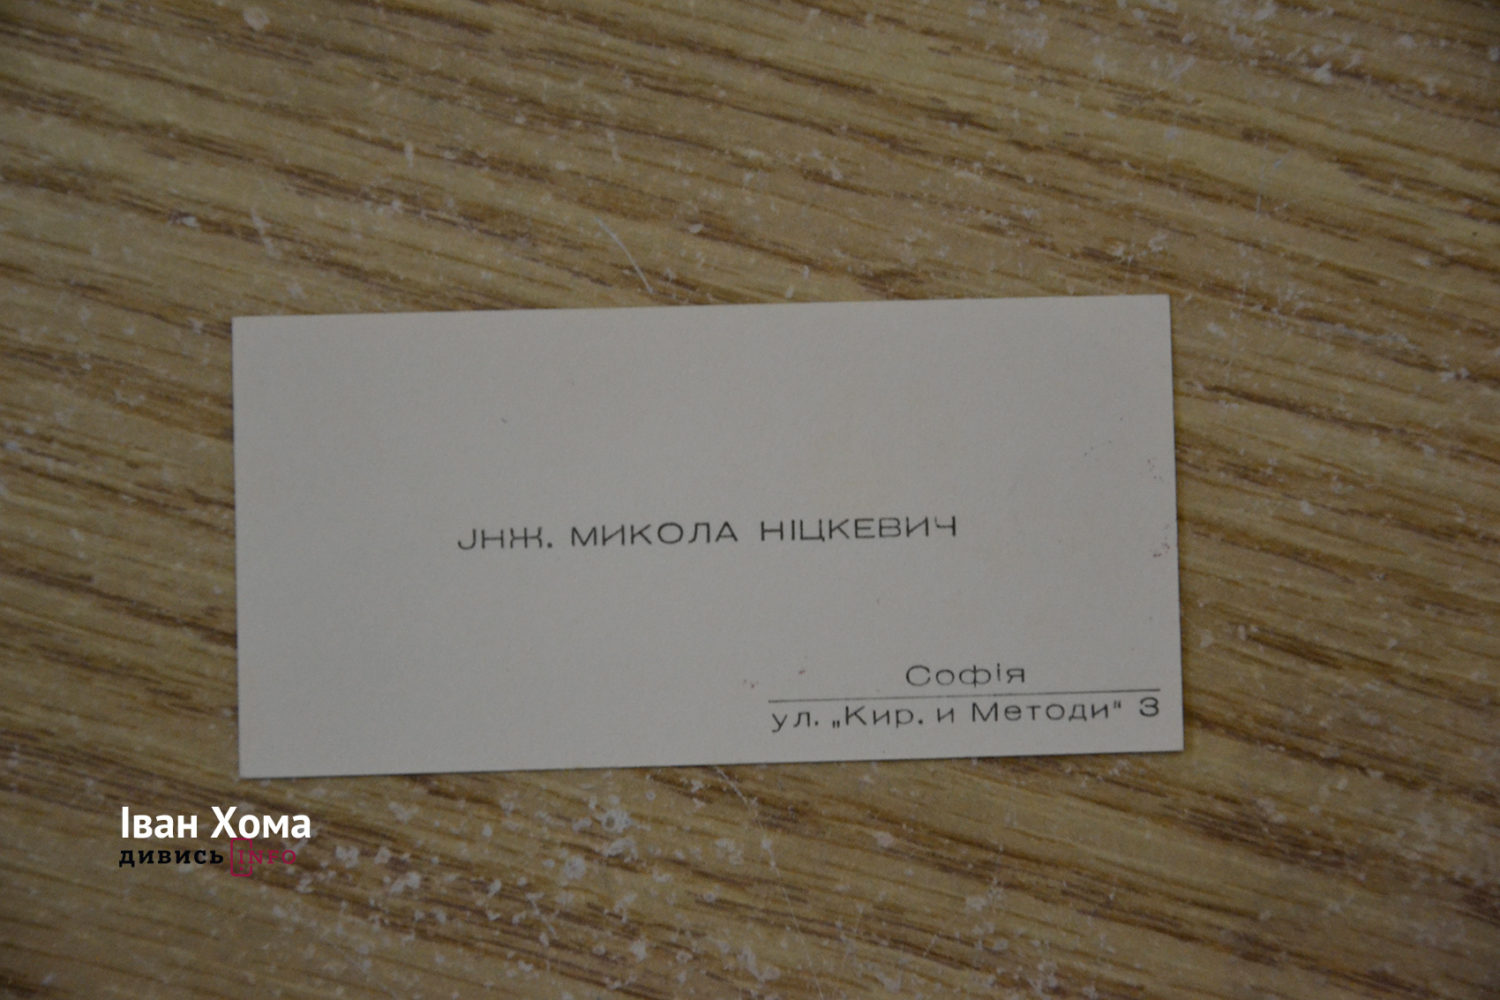 ЈНЖ. МИКОЛА НІЦКЕВИЧ
Софія
ул. „Кир. и Методи" 3
Іван Хома
дивись INFO